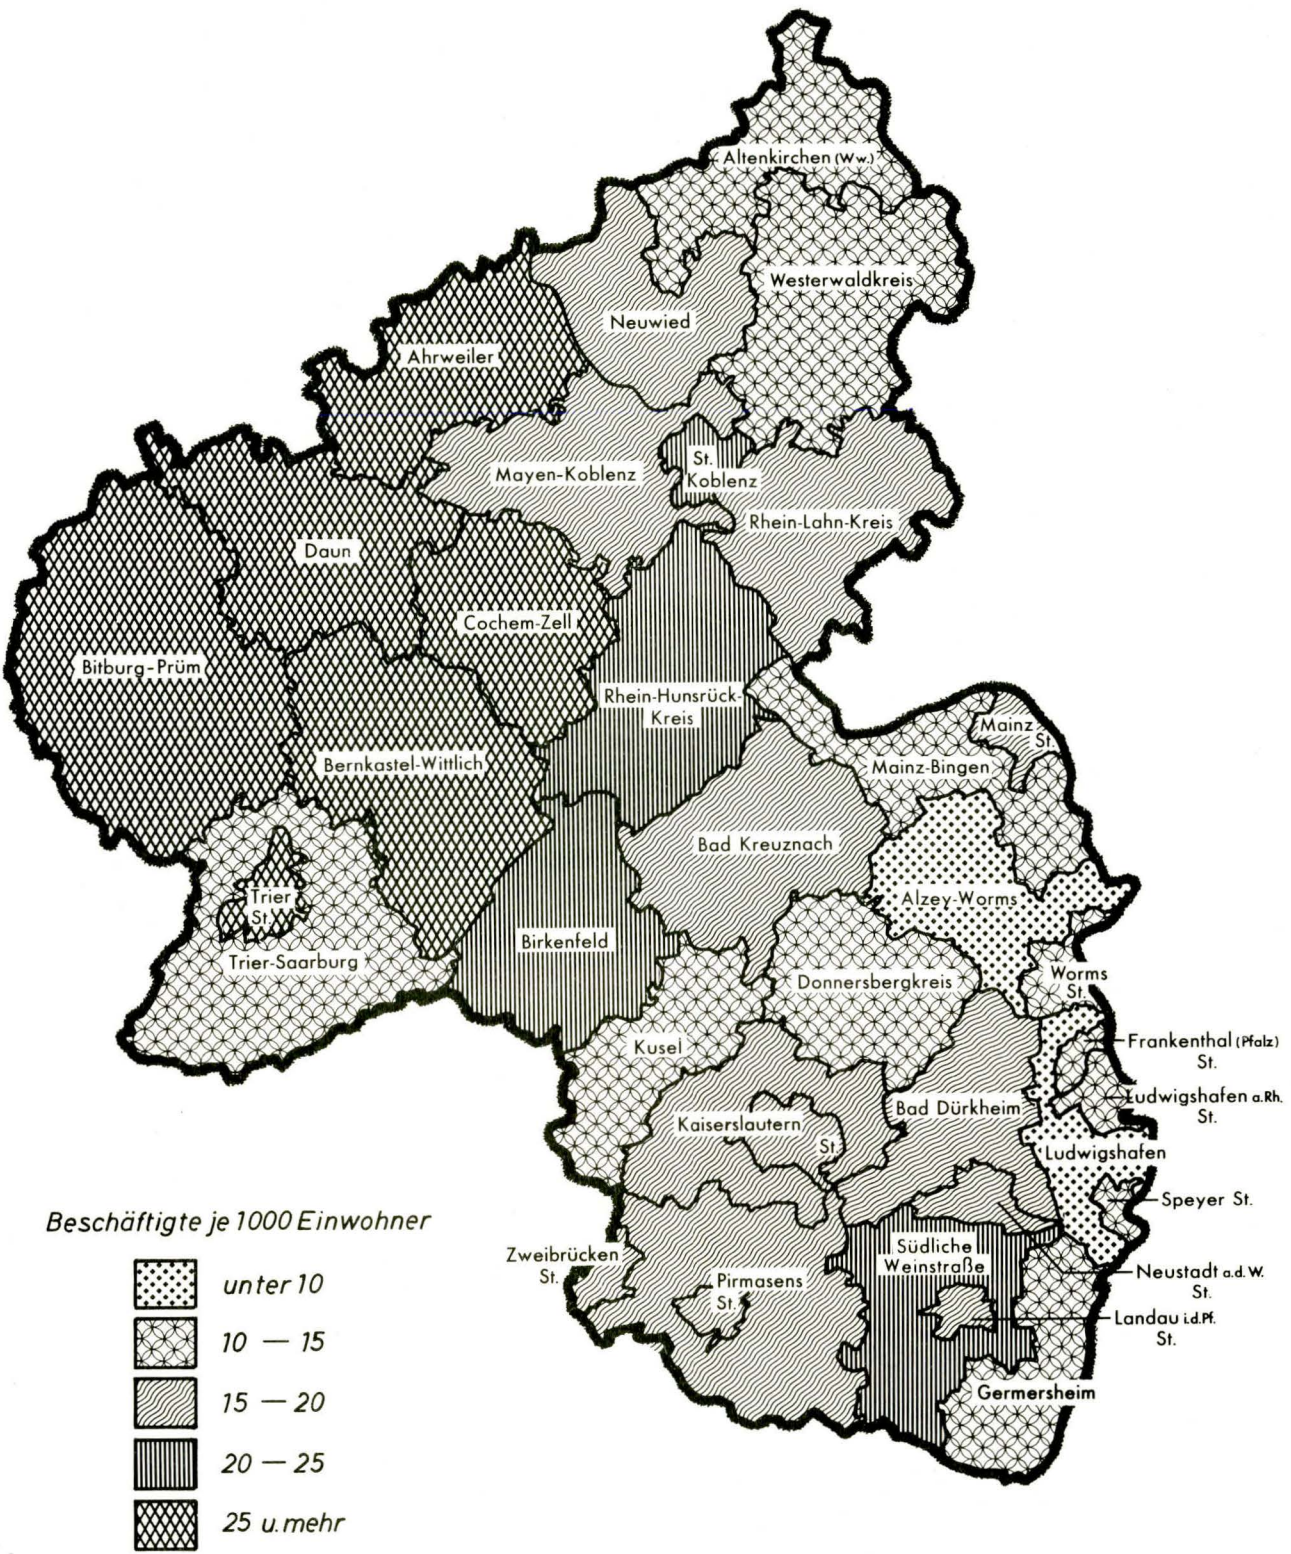 Altenkirchen (Ww.)
Westerwaldkreis
Neuwied
Ahrweiler
St.
Koblenz
Mayen-Koblenz
Rhein-Lahn-Kreis
Daun
Cochem-Zell
Bitburg-Prüm
Rhein-Hunsrück-
Kreis
Mainz
St.
Bernkastel-Wittlich
Mainz-Bingen
Bad Kreuznach
Trier
St.
Alzey-Worms
Birkenfeld
Trier-Saarburg
Donnersbergkreis
Worms
St.
Kusel
Frankenthal (Pfalz)
St.
Ludwigshafen a.Rh.
St.
Bad Dürkheim
Kaiserslautern
St.
Ludwigshafen
Speyer St.
Zweibrücken
St.
Südliche
Weinstraße
Pirmasens
St.
Neustadt a.d.W.
St.
Landau i.d.Pf.
St.
Germersheim
Beschäftigte je 1000 Einwohner
unter 10
10 — 15
15 — 20
20 — 25
25 u. mehr